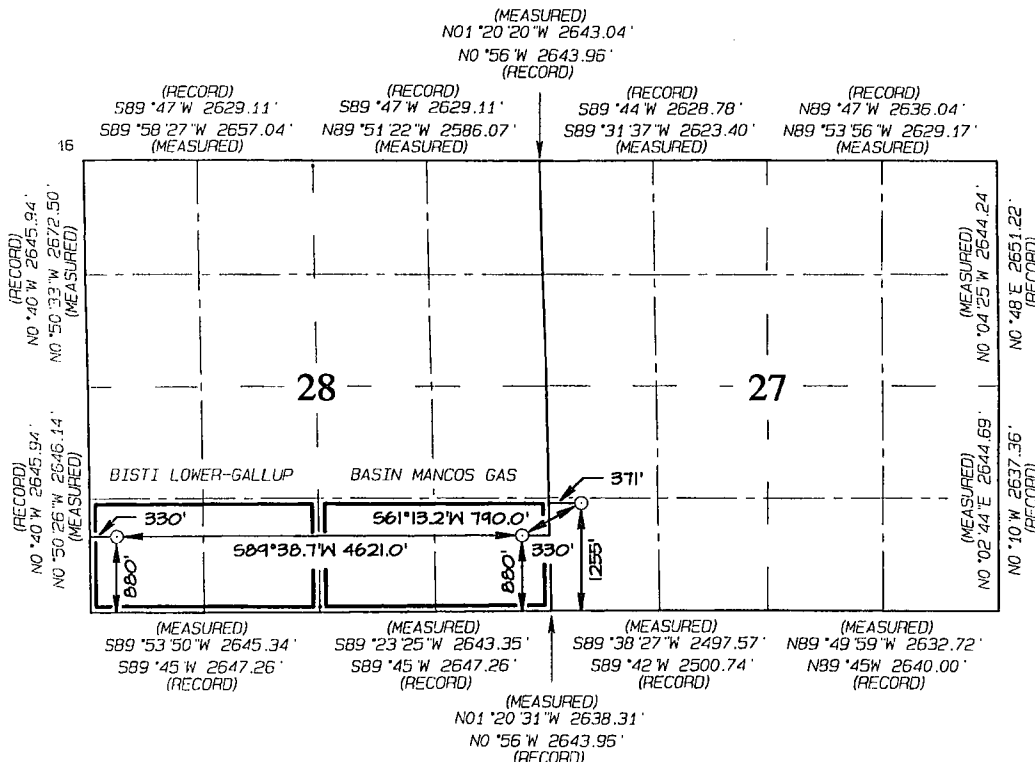 (MEASURED)
N01°20'20"W 2643.04'
N0°56'W 2643.96'
(RECORD)
(RECORD)
S89°47'W 2629.11'
S89°58'27"W 2657.04'
(MEASURED)
(RECORD)
S89°47'W 2629.11'
N89°51'22"W 2586.07'
(MEASURED)
(RECORD)
S89°44'W 2628.78'
S89°31'37"W 2623.40'
(MEASURED)
(RECORD)
N89°47'W 2636.04'
N89°53'56"W 2629.17'
(MEASURED)
16
(RECORD)
N0°40'W 2645.94'
N0°50'33"W 2672.50'
(MEASURED)
(MEASURED)
N0°04'25"W 2644.24'
N0°48'E 2651.22'
(RECORD)
28
27
(RECORD)
N0°40'W 2645.94'
N0°50'26"W 2646.14'
(MEASURED)
(MEASURED)
N0°02'44"E 2644.69'
N0°10'W 2637.36'
(RECORD)
BISTI LOWER-GALLUP
BASIN MANCOS GAS
371'
330'
S61°13.2'W 790.0'
S89°38.7'W 4621.0'
330'
880'
880'
1255'
(MEASURED)
S89°53'50"W 2645.34'
S89°45'W 2647.26'
(RECORD)
(MEASURED)
S89°23'25"W 2643.35'
S89°45'W 2647.26'
(RECORD)
(MEASURED)
S89°38'27"W 2497.57'
S89°42'W 2500.74'
(RECORD)
(MEASURED)
N89°49'59"W 2632.72'
N89°45W 2640.00'
(RECORD)
(MEASURED)
N01°20'31"W 2638.31'
N0°56'W 2643.96'
(RECORD)